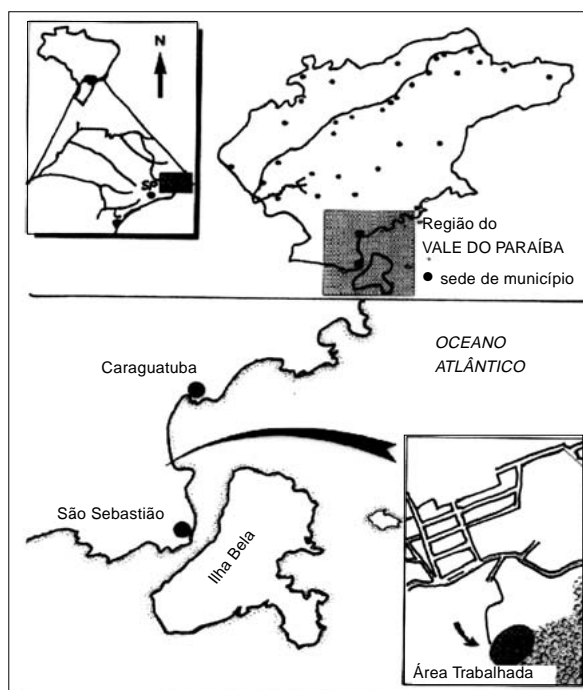 N
SP
Região do
VALE DO PARAÍBA
sede de município
OCEANO
ATLÂNTICO
Caraguatuba
São Sebastião
Ilha Bela
Área Trabalhada